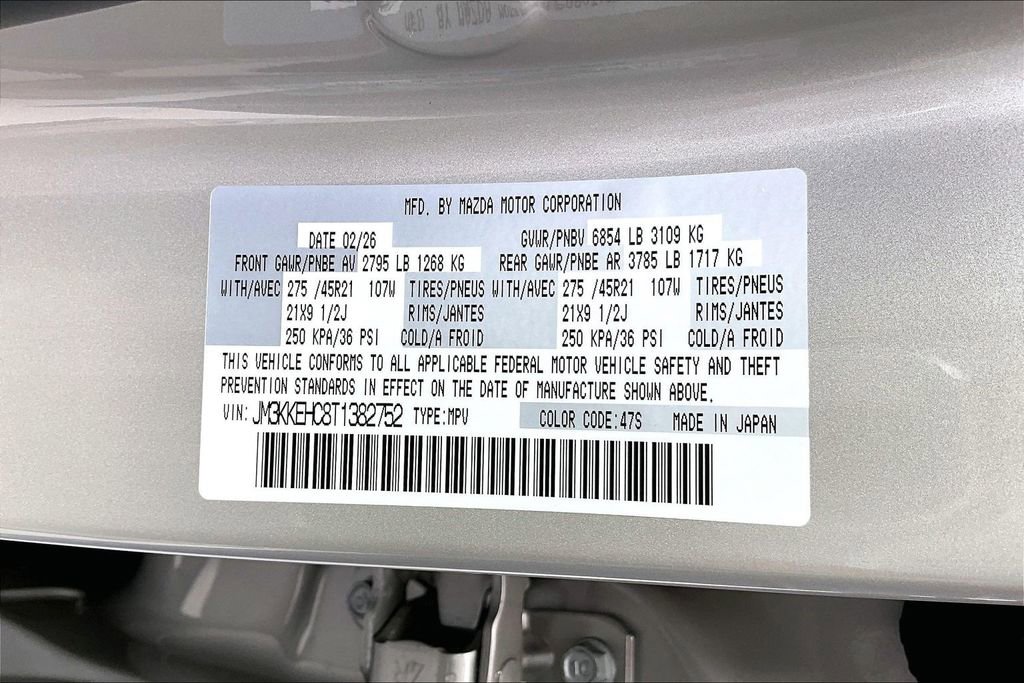 MFD. BY MAZDA MOTOR CORPORATION
DATE 02/26 GVWR/PNBV 6854 LB 3109 KG
FRONT GAWR/PNBE AV 2795 LB 1268 KG REAR GAWR/PNBE AR 3785 LB 1717 KG
WITH/AVEC 275 /45R21 107W TIRES/PNEUS WITH/AVEC 275 /45R21 107W TIRES/PNEUS
21X9 1/2J RIMS/JANTES 21X9 1/2J RIMS/JANTES
250 KPA/36 PSI COLD/A FROID 250 KPA/36 PSI COLD/A FROID
THIS VEHICLE CONFORMS TO ALL APPLICABLE FEDERAL MOTOR VEHICLE SAFETY AND THEFT
PREVENTION STANDARDS IN EFFECT ON THE DATE OF MANUFACTURE SHOWN ABOVE.
VIN: JM3KKEHC8T1382752 TYPE:MPV COLOR CODE:47S MADE IN JAPAN